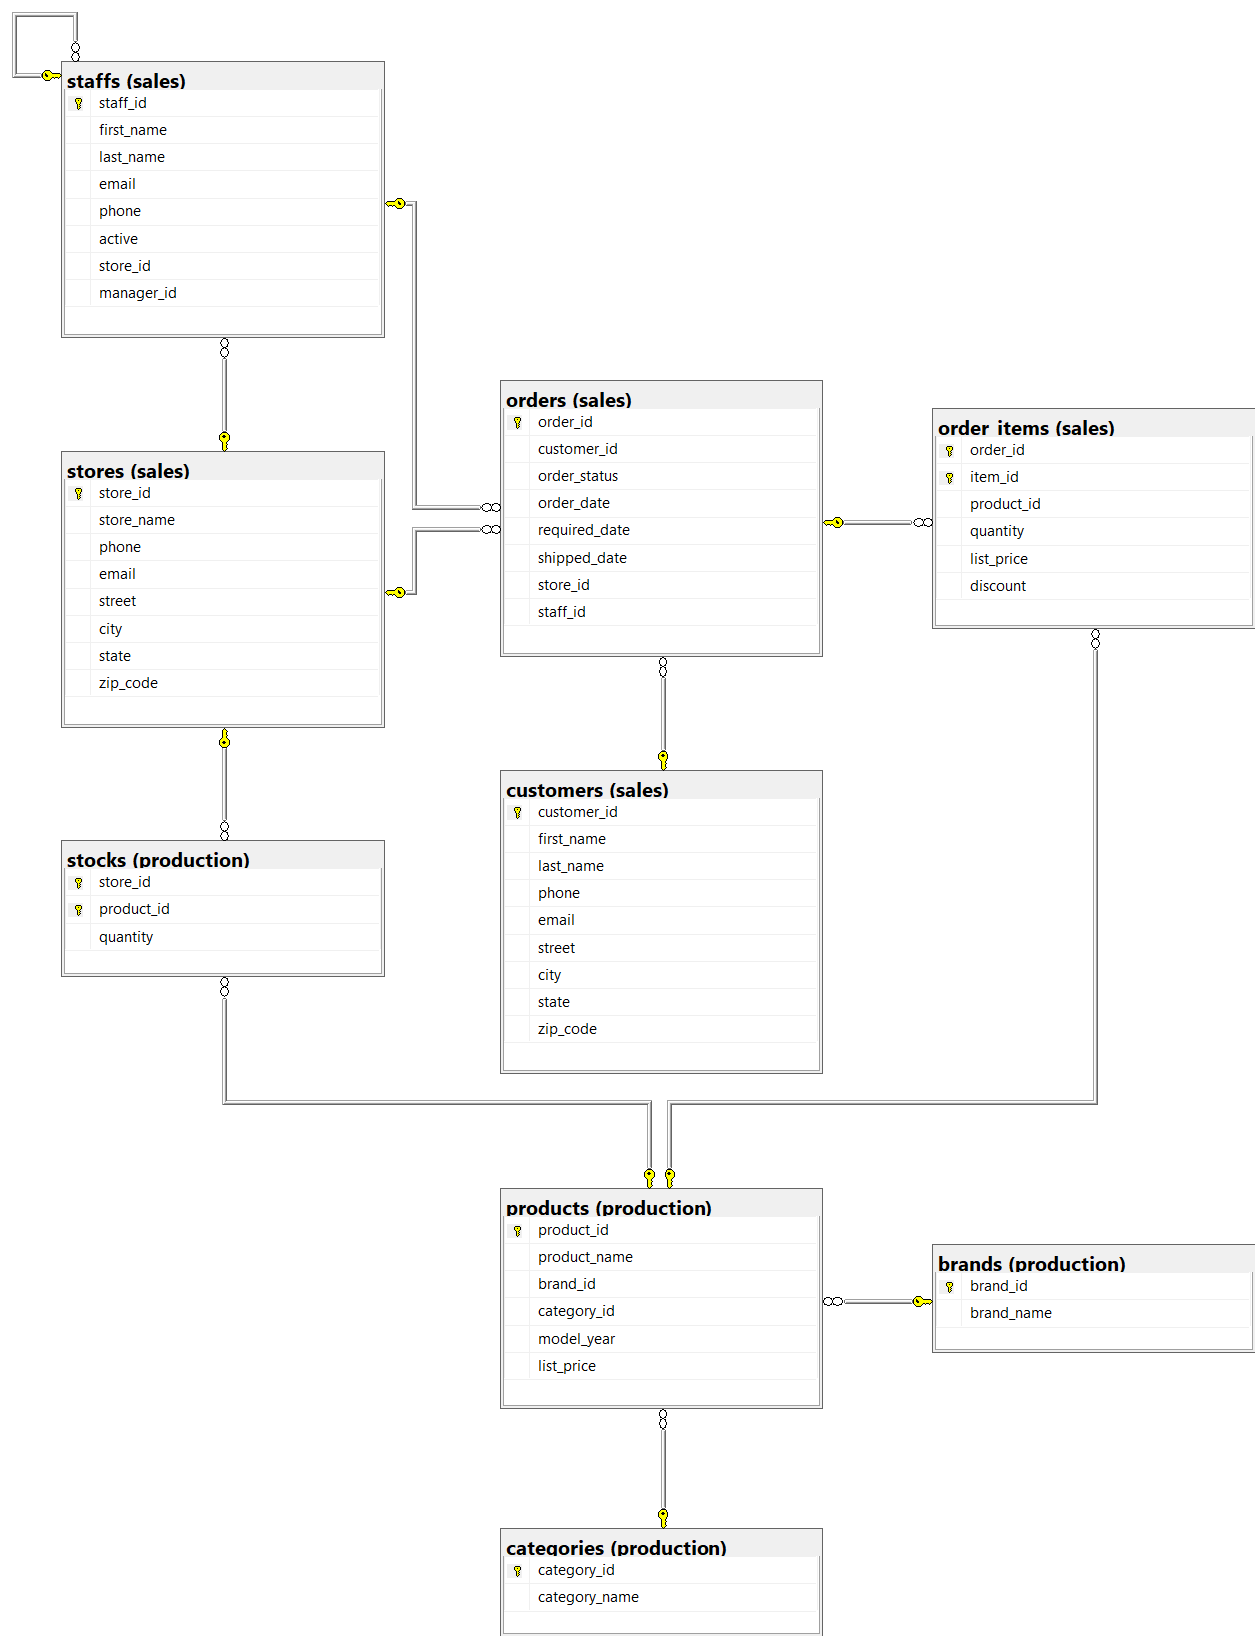 staffs (sales)
staff_id
first_name
last_name
email
phone
active
store_id
manager_id
stores (sales)
store_id
store_name
phone
email
street
city
state
zip_code
stocks (production)
store_id
product_id
quantity
orders (sales)
order_id
customer_id
order_status
order_date
required_date
shipped_date
store_id
staff_id
order_items (sales)
order_id
item_id
product_id
quantity
list_price
discount
customers (sales)
customer_id
first_name
last_name
phone
email
street
city
state
zip_code
products (production)
product_id
product_name
brand_id
category_id
model_year
list_price
brands (production)
brand_id
brand_name
categories (production)
category_id
category_name